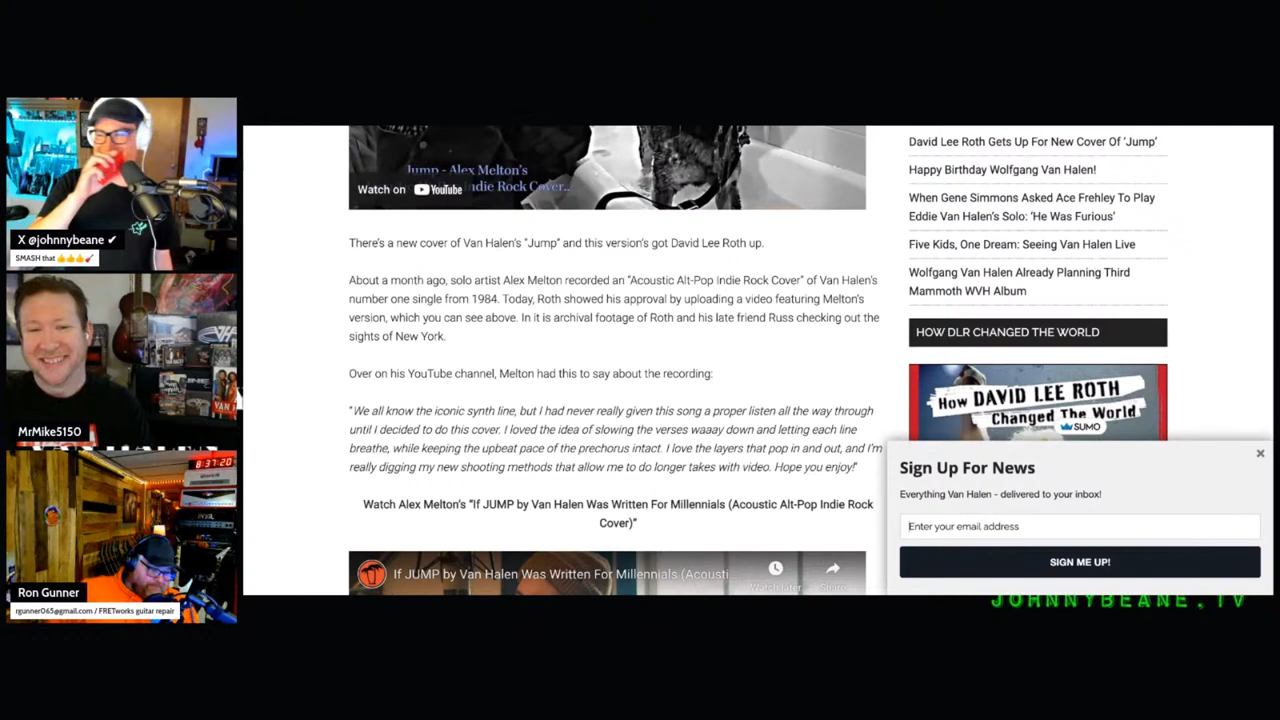 X @johnnybeane ✔
SMASH that 👍👍👍🎸
MrMike5150
8:37:20
Ron Gunner
rgunner065@gmail.com / FRETworks guitar repair
Jump - Alex Melton's
Indie Rock Cover..
Watch on YouTube
There's a new cover of Van Halen's "Jump" and this version's got David Lee Roth up.
About a month ago, solo artist Alex Melton recorded an "Acoustic Alt-Pop Indie Rock Cover" of Van Halen's
number one single from 1984. Today, Roth showed his approval by uploading a video featuring Melton's
version, which you can see above. In it is archival footage of Roth and his late friend Russ checking out the
sights of New York.
Over on his YouTube channel, Melton had this to say about the recording:
"We all know the iconic synth line, but I had never really given this song a proper listen all the way through
until I decided to do this cover. I loved the idea of slowing the verses waaay down and letting each line
breathe, while keeping the upbeat pace of the prechorus intact. I love the layers that pop in and out, and I'm
really digging my new shooting methods that allow me to do longer takes with video. Hope you enjoy!"
Watch Alex Melton's "If JUMP by Van Halen Was Written For Millennials (Acoustic Alt-Pop Indie Rock
Cover)"
If JUMP by Van Halen Was Written For Millennials (Acousti
Watch later
Share
David Lee Roth Gets Up For New Cover Of 'Jump'
Happy Birthday Wolfgang Van Halen!
When Gene Simmons Asked Ace Frehley To Play
Eddie Van Halen's Solo: 'He Was Furious'
Five Kids, One Dream: Seeing Van Halen Live
Wolfgang Van Halen Already Planning Third
Mammoth WVH Album
HOW DLR CHANGED THE WORLD
How DAVID LEE ROTH
Changed The World
SUMO
Sign Up For News
Everything Van Halen - delivered to your inbox!
Enter your email address
SIGN ME UP!
JOHNNYBEANE.TV